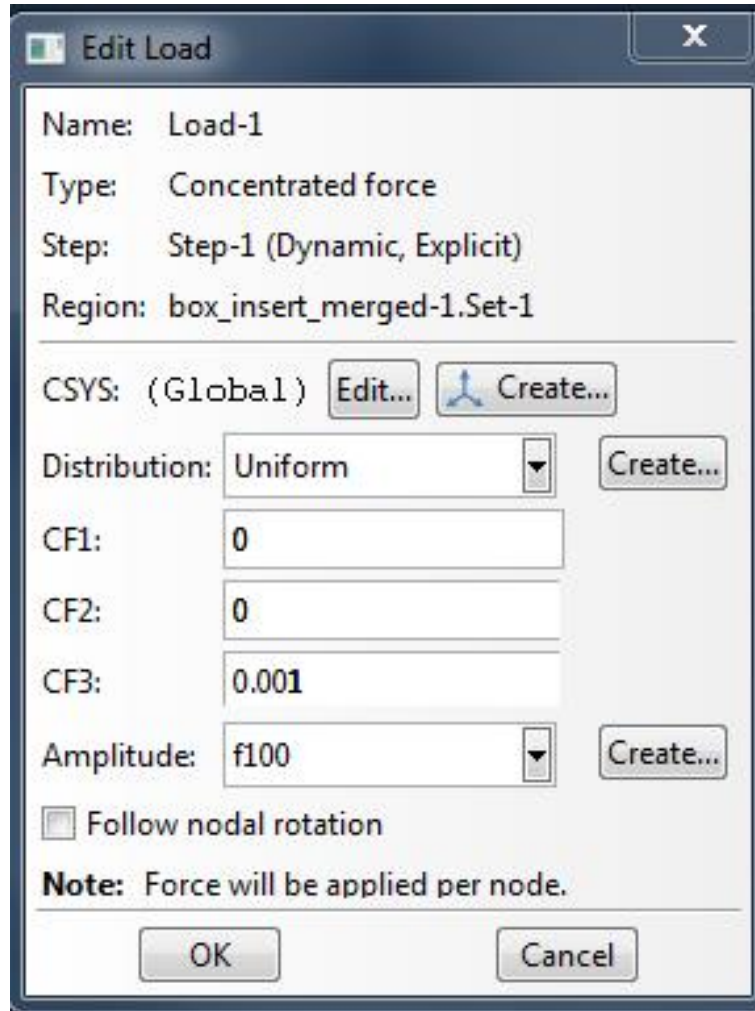 Edit Load
X
Name: Load-1
Type: Concentrated force
Step: Step-1 (Dynamic, Explicit)
Region: box_insert_merged-1.Set-1
CSYS: (Global) Edit... Create...
Distribution: Uniform Create...
CF1: 0
CF2: 0
CF3: 0.001
Amplitude: f100 Create...
Follow nodal rotation
Note: Force will be applied per node.
OK Cancel